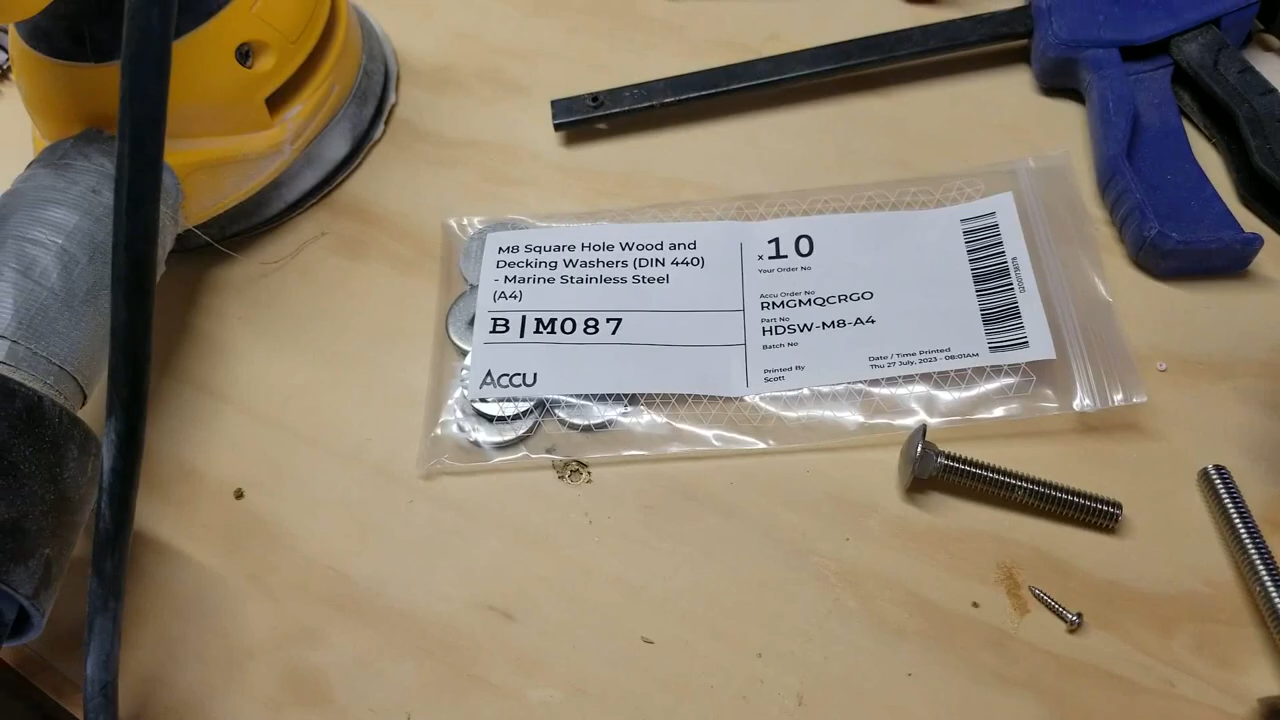 M8 Square Hole Wood and
Decking Washers (DIN 440)
- Marine Stainless Steel
(A4)
B|M087
ACCU
x10
Your Order No
Accu Order No
RMGMQCRGO
Part No
HDSW-M8-A4
Batch No
Printed By
Scott
Date / Time Printed
Thu 27 July, 2023 - 08:01AM